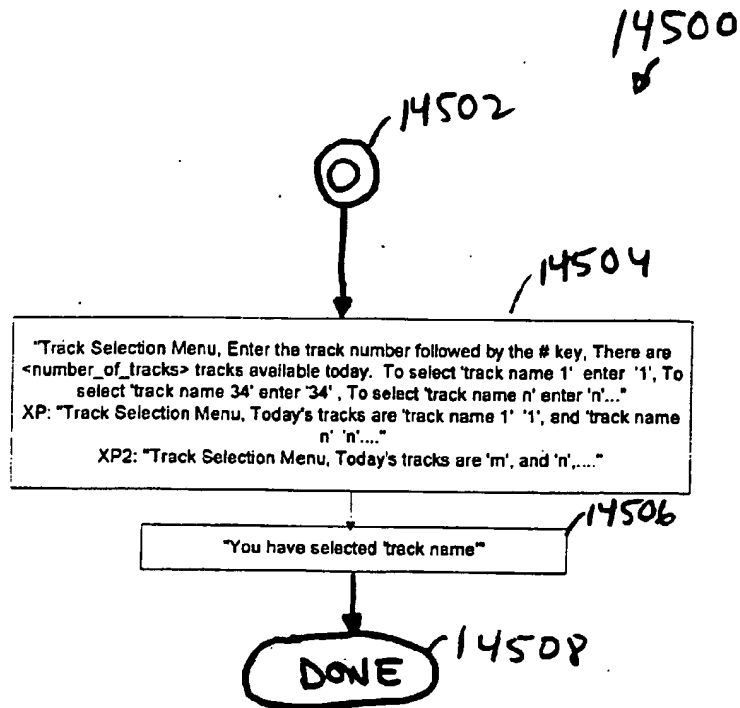 14500
14502
14504
"Track Selection Menu, Enter the track number followed by the # key, There are
<number_of_tracks> tracks available today. To select 'track name 1' enter '1', To
select 'track name 34' enter '34' , To select 'track name n' enter 'n'..."
XP: "Track Selection Menu, Today's tracks are 'track name 1' '1', and 'track name
n' 'n'...."
XP2: "Track Selection Menu, Today's tracks are 'm', and 'n',...."
14506
"You have selected 'track name'"
DONE
14508